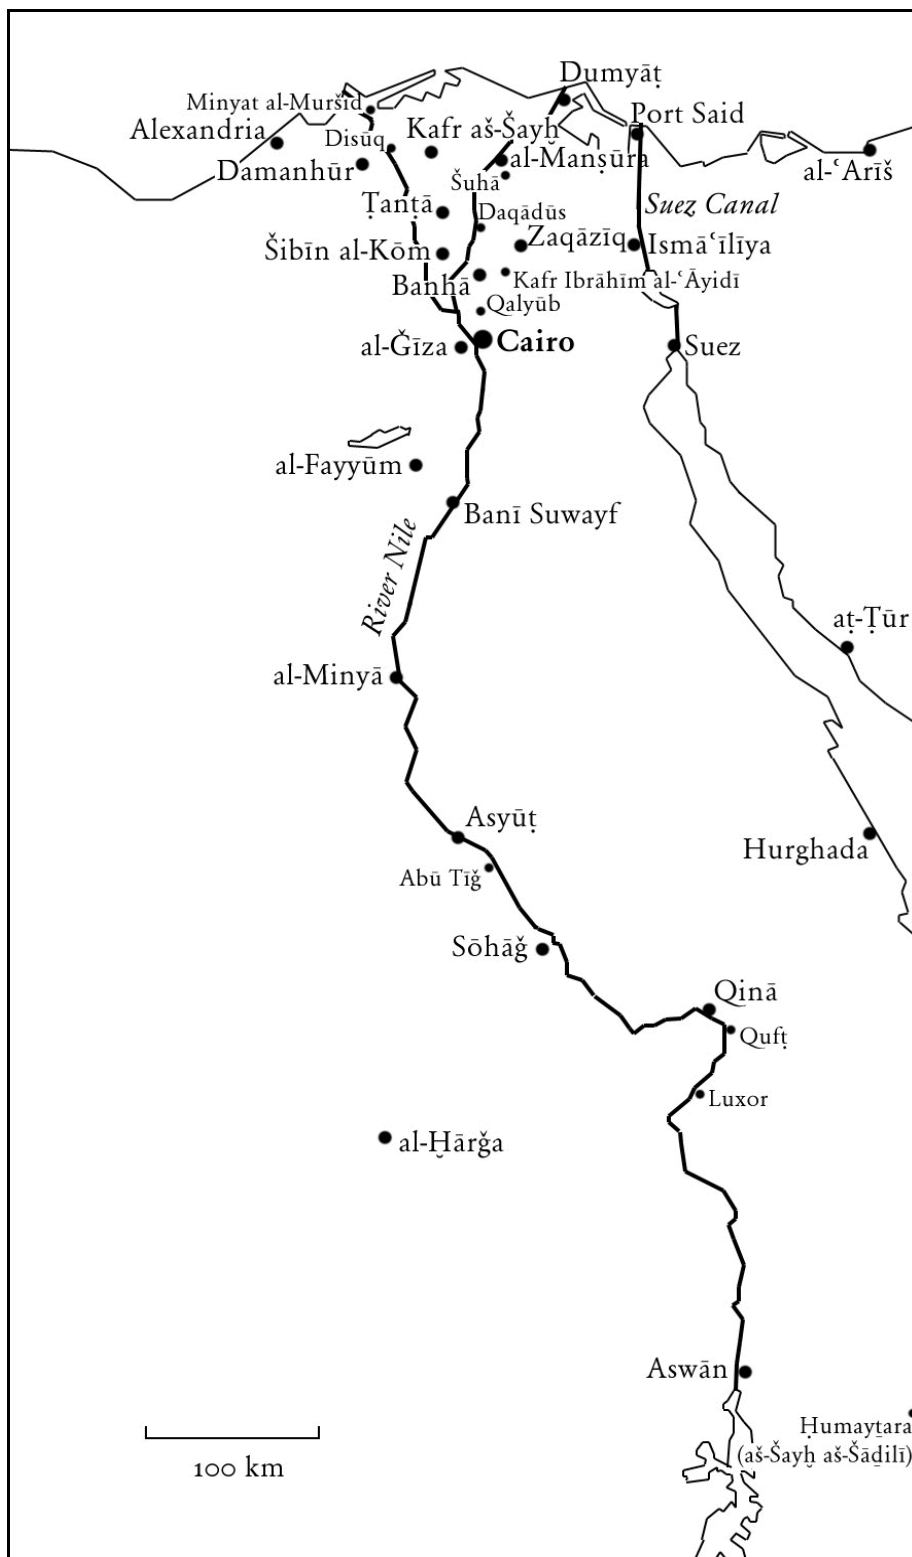 Dumyāṭ
Minyat al-Muršid
Port Said
Alexandria
Disūq
Kafr aš-Šayḫ
al-Manṣūra
al-ʿArīš
Damanhūr
Šuhā
Ṭanṭā
Daqādūs
Suez Canal
Šibīn al-Kōm
Zaqāzīq
Ismāʿīlīya
Banhā
Kafr Ibrāhīm al-ʿĀyidī
Qalyūb
al-Ǧīza
Cairo
Suez
al-Fayyūm
Banī Suwayf
River Nile
aṭ-Ṭūr
al-Minyā
Asyūṭ
Hurghada
Abū Tīǧ
Sōhāǧ
Qinā
Qufṭ
Luxor
al-Ḫārǧa
Aswān
Ḥumayṯara
(aš-Šayḫ aš-Šāḏilī)
100 km